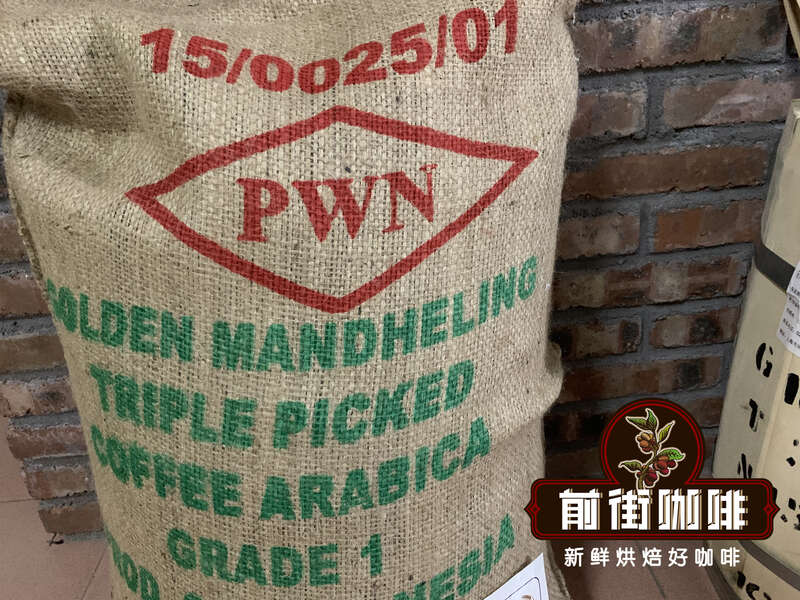 15/0025/01
PWN
GOLDEN MANDHELING
TRIPLE PICKED
COFFEE ARABICA
GRADE 1
前街咖啡
新鲜烘焙好咖啡